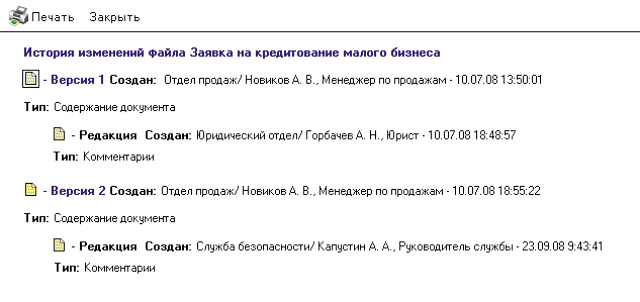 Печать Закрыть
История изменений файла Заявка на кредитование малого бизнеса
- Версия 1 Создан: Отдел продаж/ Новиков А. В., Менеджер по продажам - 10.07.08 13:50:01
Тип: Содержание документа
- Редакция Создан: Юридический отдел/ Горбачев А. Н., Юрист - 10.07.08 18:48:57
Тип: Комментарии
- Версия 2 Создан: Отдел продаж/ Новиков А. В., Менеджер по продажам - 10.07.08 18:55:22
Тип: Содержание документа
- Редакция Создан: Служба безопасности/ Капустин А. А., Руководитель службы - 23.09.08 9:43:41
Тип: Комментарии